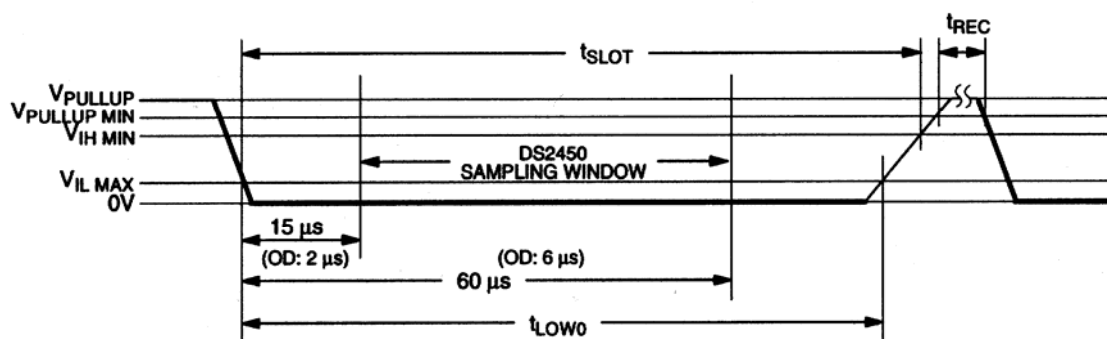 tREC
tSLOT
VPULLUP
VPULLUP MIN
VIH MIN
DS2450
SAMPLING WINDOW
VIL MAX
0V
15 µs
(OD: 2 µs)
(OD: 6 µs)
60 µs
tLOW0